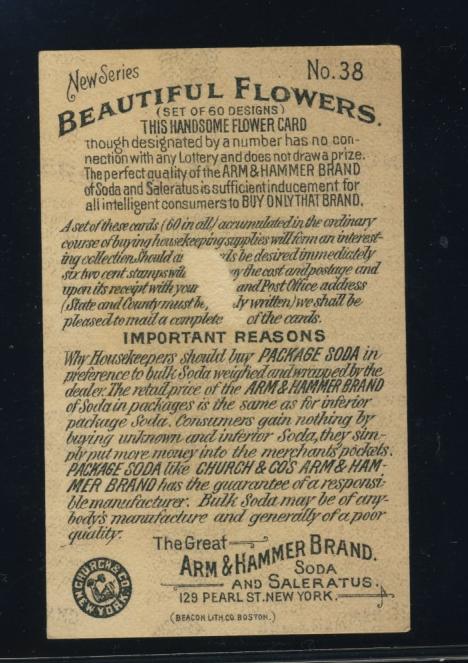 New Series
No. 38
BEAUTIFUL FLOWERS.
(SET OF 60 DESIGNS)
THIS HANDSOME FLOWER CARD
though designated by a number has no con-
nection with any Lottery and does not draw a prize.
The perfect quality of the ARM & HAMMER BRAND
of Soda and Saleratus is sufficient inducement for
all intelligent consumers to BUY ONLY THAT BRAND.
A set of these cards (60 in all) accumulated in the ordinary
course of buying housekeeping supplies will form an interest-
ing collection. Should a ds be desired immediately
six two cent stamps will ay the cost and postage and
upon its receipt with your and Post Office address
(State and County must be, ly written) we shall be
pleased to mail a complete of the cards.
IMPORTANT REASONS
Why Housekeepers should buy PACKAGE SODA in
preference to bulk Soda weighed and wrapped by the
dealer. The retail price of the ARM & HAMMER BRAND
of Soda in packages is the same as for inferior
package Soda. Consumers gain nothing by
buying unknown and inferior Soda, they sim-
ply put more money into the merchants' pockets.
PACKAGE SODA like CHURCH & CO'S ARM & HAM-
MER BRAND has the guarantee of a responsi-
ble manufacturer. Bulk Soda may be of any-
body's manufacture and generally of a poor
quality.
The Great
ARM & HAMMER BRAND.
SODA
AND SALERATUS.
129 PEARL ST. NEW YORK.
CHURCH & CO.
NEW YORK
(BEACON LITH. CO. BOSTON.)